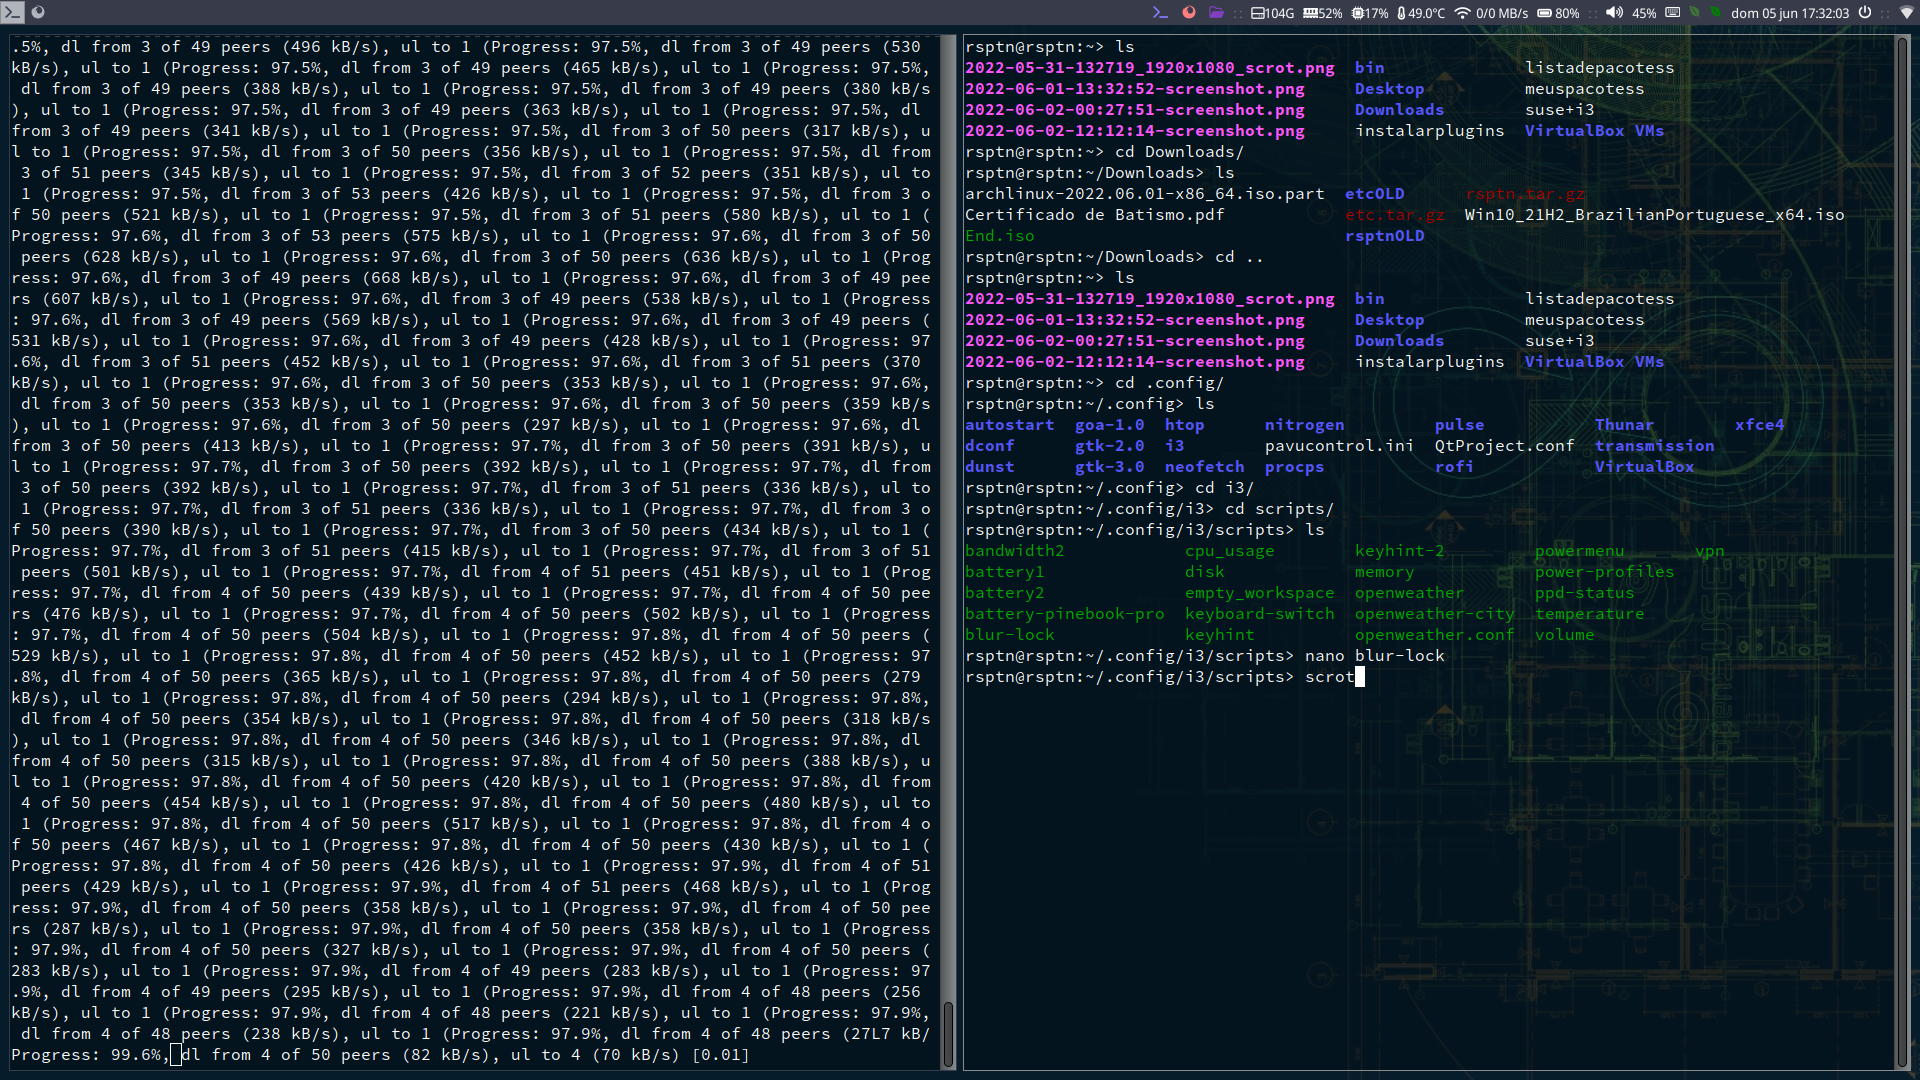 104G 52% 17% 49.0°C 0/0 MB/s 80% 45% dom 05 jun 17:32:03
.5%, dl from 3 of 49 peers (496 kB/s), ul to 1 (Progress: 97.5%, dl from 3 of 49 peers (530
kB/s), ul to 1 (Progress: 97.5%, dl from 3 of 49 peers (465 kB/s), ul to 1 (Progress: 97.5%,
dl from 3 of 49 peers (388 kB/s), ul to 1 (Progress: 97.5%, dl from 3 of 49 peers (380 kB/s
), ul to 1 (Progress: 97.5%, dl from 3 of 49 peers (363 kB/s), ul to 1 (Progress: 97.5%, dl
from 3 of 49 peers (341 kB/s), ul to 1 (Progress: 97.5%, dl from 3 of 50 peers (317 kB/s), u
l to 1 (Progress: 97.5%, dl from 3 of 50 peers (356 kB/s), ul to 1 (Progress: 97.5%, dl from
3 of 51 peers (345 kB/s), ul to 1 (Progress: 97.5%, dl from 3 of 52 peers (351 kB/s), ul to
1 (Progress: 97.5%, dl from 3 of 53 peers (426 kB/s), ul to 1 (Progress: 97.5%, dl from 3 o
f 50 peers (521 kB/s), ul to 1 (Progress: 97.5%, dl from 3 of 51 peers (580 kB/s), ul to 1 (
Progress: 97.6%, dl from 3 of 53 peers (575 kB/s), ul to 1 (Progress: 97.6%, dl from 3 of 50
peers (628 kB/s), ul to 1 (Progress: 97.6%, dl from 3 of 50 peers (636 kB/s), ul to 1 (Prog
ress: 97.6%, dl from 3 of 49 peers (668 kB/s), ul to 1 (Progress: 97.6%, dl from 3 of 49 pee
rs (607 kB/s), ul to 1 (Progress: 97.6%, dl from 3 of 49 peers (538 kB/s), ul to 1 (Progress
: 97.6%, dl from 3 of 49 peers (569 kB/s), ul to 1 (Progress: 97.6%, dl from 3 of 49 peers (
531 kB/s), ul to 1 (Progress: 97.6%, dl from 3 of 49 peers (428 kB/s), ul to 1 (Progress: 97
.6%, dl from 3 of 51 peers (452 kB/s), ul to 1 (Progress: 97.6%, dl from 3 of 51 peers (370
kB/s), ul to 1 (Progress: 97.6%, dl from 3 of 50 peers (353 kB/s), ul to 1 (Progress: 97.6%,
dl from 3 of 50 peers (353 kB/s), ul to 1 (Progress: 97.6%, dl from 3 of 50 peers (359 kB/s
), ul to 1 (Progress: 97.6%, dl from 3 of 50 peers (297 kB/s), ul to 1 (Progress: 97.6%, dl
from 3 of 50 peers (413 kB/s), ul to 1 (Progress: 97.7%, dl from 3 of 50 peers (391 kB/s), u
l to 1 (Progress: 97.7%, dl from 3 of 50 peers (392 kB/s), ul to 1 (Progress: 97.7%, dl from
3 of 50 peers (392 kB/s), ul to 1 (Progress: 97.7%, dl from 3 of 51 peers (336 kB/s), ul to
1 (Progress: 97.7%, dl from 3 of 51 peers (336 kB/s), ul to 1 (Progress: 97.7%, dl from 3 o
f 50 peers (390 kB/s), ul to 1 (Progress: 97.7%, dl from 3 of 50 peers (434 kB/s), ul to 1 (
Progress: 97.7%, dl from 3 of 51 peers (415 kB/s), ul to 1 (Progress: 97.7%, dl from 3 of 51
peers (501 kB/s), ul to 1 (Progress: 97.7%, dl from 4 of 51 peers (451 kB/s), ul to 1 (Prog
ress: 97.7%, dl from 4 of 50 peers (439 kB/s), ul to 1 (Progress: 97.7%, dl from 4 of 50 pee
rs (476 kB/s), ul to 1 (Progress: 97.7%, dl from 4 of 50 peers (502 kB/s), ul to 1 (Progress
: 97.7%, dl from 4 of 50 peers (504 kB/s), ul to 1 (Progress: 97.8%, dl from 4 of 50 peers (
529 kB/s), ul to 1 (Progress: 97.8%, dl from 4 of 50 peers (452 kB/s), ul to 1 (Progress: 97
.8%, dl from 4 of 50 peers (365 kB/s), ul to 1 (Progress: 97.8%, dl from 4 of 50 peers (279
kB/s), ul to 1 (Progress: 97.8%, dl from 4 of 50 peers (294 kB/s), ul to 1 (Progress: 97.8%,
dl from 4 of 50 peers (354 kB/s), ul to 1 (Progress: 97.8%, dl from 4 of 50 peers (318 kB/s
), ul to 1 (Progress: 97.8%, dl from 4 of 50 peers (346 kB/s), ul to 1 (Progress: 97.8%, dl
from 4 of 50 peers (315 kB/s), ul to 1 (Progress: 97.8%, dl from 4 of 50 peers (388 kB/s), u
l to 1 (Progress: 97.8%, dl from 4 of 50 peers (420 kB/s), ul to 1 (Progress: 97.8%, dl from
4 of 50 peers (454 kB/s), ul to 1 (Progress: 97.8%, dl from 4 of 50 peers (480 kB/s), ul to
1 (Progress: 97.8%, dl from 4 of 50 peers (517 kB/s), ul to 1 (Progress: 97.8%, dl from 4 o
f 50 peers (467 kB/s), ul to 1 (Progress: 97.8%, dl from 4 of 50 peers (430 kB/s), ul to 1 (
Progress: 97.8%, dl from 4 of 50 peers (426 kB/s), ul to 1 (Progress: 97.9%, dl from 4 of 51
peers (429 kB/s), ul to 1 (Progress: 97.9%, dl from 4 of 51 peers (468 kB/s), ul to 1 (Prog
ress: 97.9%, dl from 4 of 50 peers (358 kB/s), ul to 1 (Progress: 97.9%, dl from 4 of 50 pee
rs (287 kB/s), ul to 1 (Progress: 97.9%, dl from 4 of 50 peers (358 kB/s), ul to 1 (Progress
: 97.9%, dl from 4 of 50 peers (327 kB/s), ul to 1 (Progress: 97.9%, dl from 4 of 50 peers (
283 kB/s), ul to 1 (Progress: 97.9%, dl from 4 of 49 peers (283 kB/s), ul to 1 (Progress: 97
.9%, dl from 4 of 49 peers (295 kB/s), ul to 1 (Progress: 97.9%, dl from 4 of 48 peers (256
kB/s), ul to 1 (Progress: 97.9%, dl from 4 of 48 peers (221 kB/s), ul to 1 (Progress: 97.9%,
dl from 4 of 48 peers (238 kB/s), ul to 1 (Progress: 97.9%, dl from 4 of 48 peers (27L7 kB/
Progress: 99.6%, dl from 4 of 50 peers (82 kB/s), ul to 4 (70 kB/s) [0.01]
rsptn@rsptn:~> ls
2022-05-31-132719_1920x1080_scrot.png bin listadepacotess
2022-06-01-13:32:52-screenshot.png Desktop meuspacotess
2022-06-02-00:27:51-screenshot.png Downloads suse+i3
2022-06-02-12:12:14-screenshot.png instalarplugins VirtualBox VMs
rsptn@rsptn:~> cd Downloads/
rsptn@rsptn:~/Downloads> ls
archlinux-2022.06.01-x86_64.iso.part etcOLD rsptn.tar.gz
Certificado de Batismo.pdf etc.tar.gz Win10_21H2_BrazilianPortuguese_x64.iso
End.iso rsptnOLD
rsptn@rsptn:~/Downloads> cd ..
rsptn@rsptn:~> ls
2022-05-31-132719_1920x1080_scrot.png bin listadepacotess
2022-06-01-13:32:52-screenshot.png Desktop meuspacotess
2022-06-02-00:27:51-screenshot.png Downloads suse+i3
2022-06-02-12:12:14-screenshot.png instalarplugins VirtualBox VMs
rsptn@rsptn:~> cd .config/
rsptn@rsptn:~/.config> ls
autostart goa-1.0 htop nitrogen pulse Thunar xfce4
dconf gtk-2.0 i3 pavucontrol.ini QtProject.conf transmission
dunst gtk-3.0 neofetch procps rofi VirtualBox
rsptn@rsptn:~/.config> cd i3/
rsptn@rsptn:~/.config/i3> cd scripts/
rsptn@rsptn:~/.config/i3/scripts> ls
bandwidth2 cpu_usage keyhint-2 powermenu vpn
battery1 disk memory power-profiles
battery2 empty_workspace openweather ppd-status
battery-pinebook-pro keyboard-switch openweather-city temperature
blur-lock keyhint openweather.conf volume
rsptn@rsptn:~/.config/i3/scripts> nano blur-lock
rsptn@rsptn:~/.config/i3/scripts> scrot